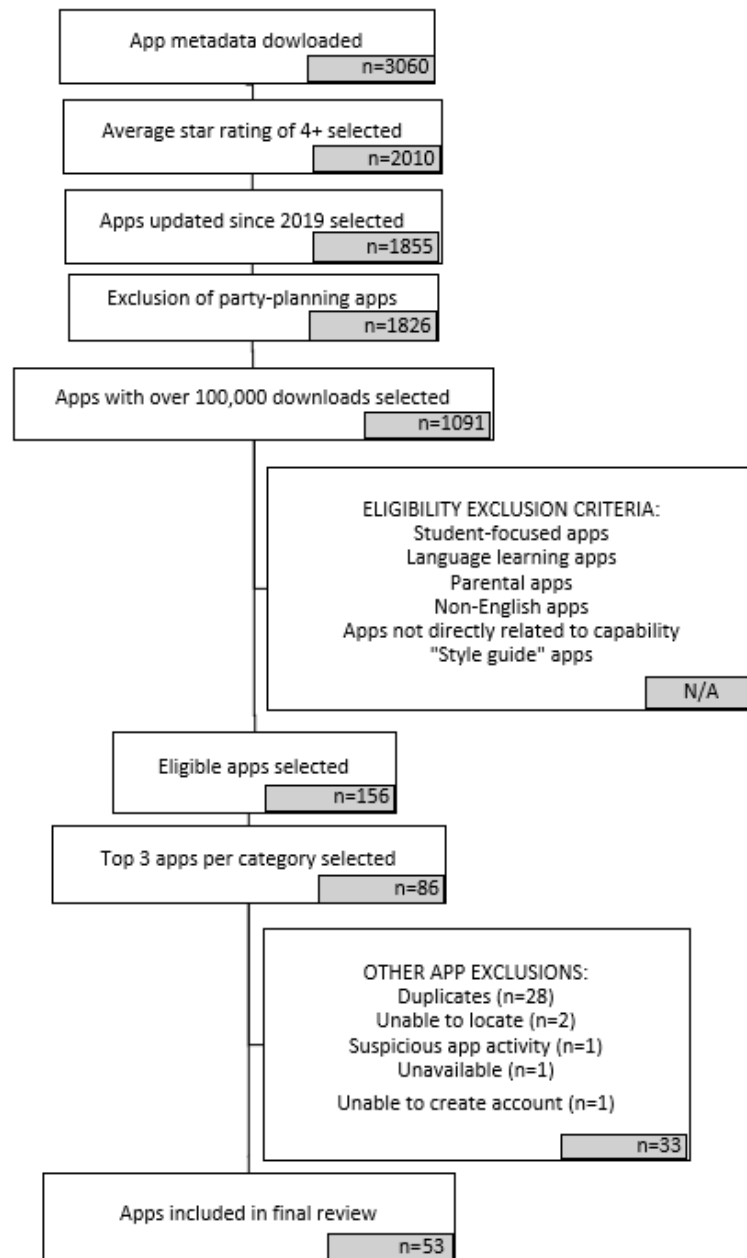 App metadata dowloaded
n=3060
Average star rating of 4+ selected
n=2010
Apps updated since 2019 selected
n=1855
Exclusion of party-planning apps
n=1826
Apps with over 100,000 downloads selected
n=1091
ELIGIBILITY EXCLUSION CRITERIA:
Student-focused apps
Language learning apps
Parental apps
Non-English apps
Apps not directly related to capability
"Style guide" apps
N/A
Eligible apps selected
n=156
Top 3 apps per category selected
n=86
OTHER APP EXCLUSIONS:
Duplicates (n=28)
Unable to locate (n=2)
Suspicious app activity (n=1)
Unavailable (n=1)
Unable to create account (n=1)
n=33
Apps included in final review
n=53